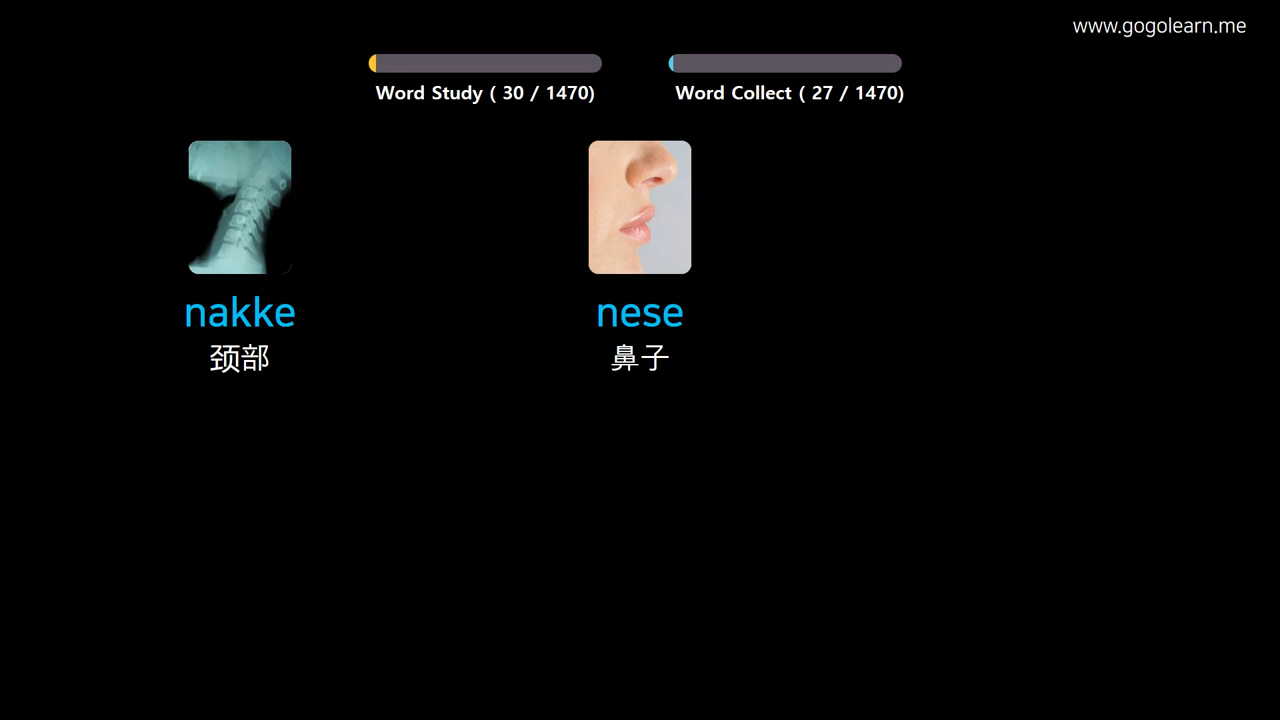 www.gogolearn.me
Word Study ( 30 / 1470)
Word Collect ( 27 / 1470)
nakke
颈部
nese
鼻子